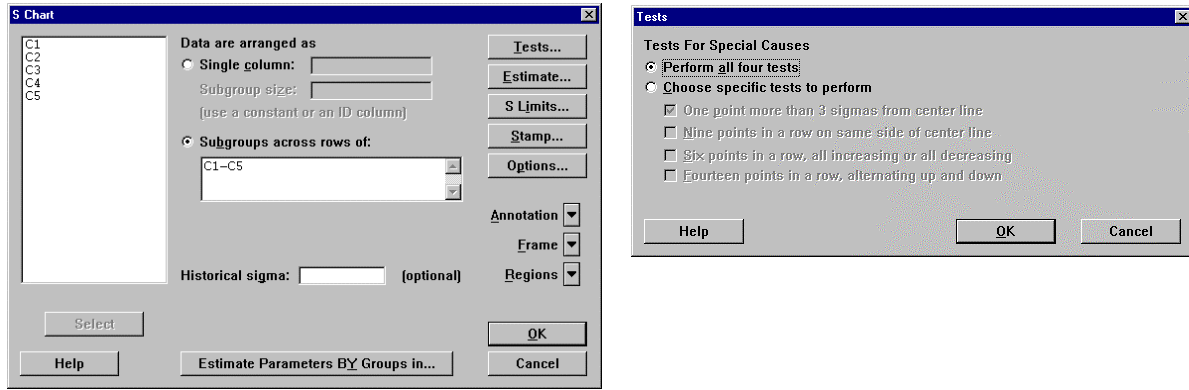 S Chart
C1
C2
C3
C4
C5
Data are arranged as
Single column:
Subgroup size:
(use a constant or an ID column)
Subgroups across rows of:
C1-C5
Historical sigma:
(optional)
Tests...
Estimate...
S Limits...
Stamp...
Options...
Annotation
Frame
Regions
Select
OK
Help
Estimate Parameters BY Groups in...
Cancel
Tests
Tests For Special Causes
Perform all four tests
Choose specific tests to perform
One point more than 3 sigmas from center line
Nine points in a row on same side of center line
Six points in a row, all increasing or all decreasing
Fourteen points in a row, alternating up and down
Help
OK
Cancel